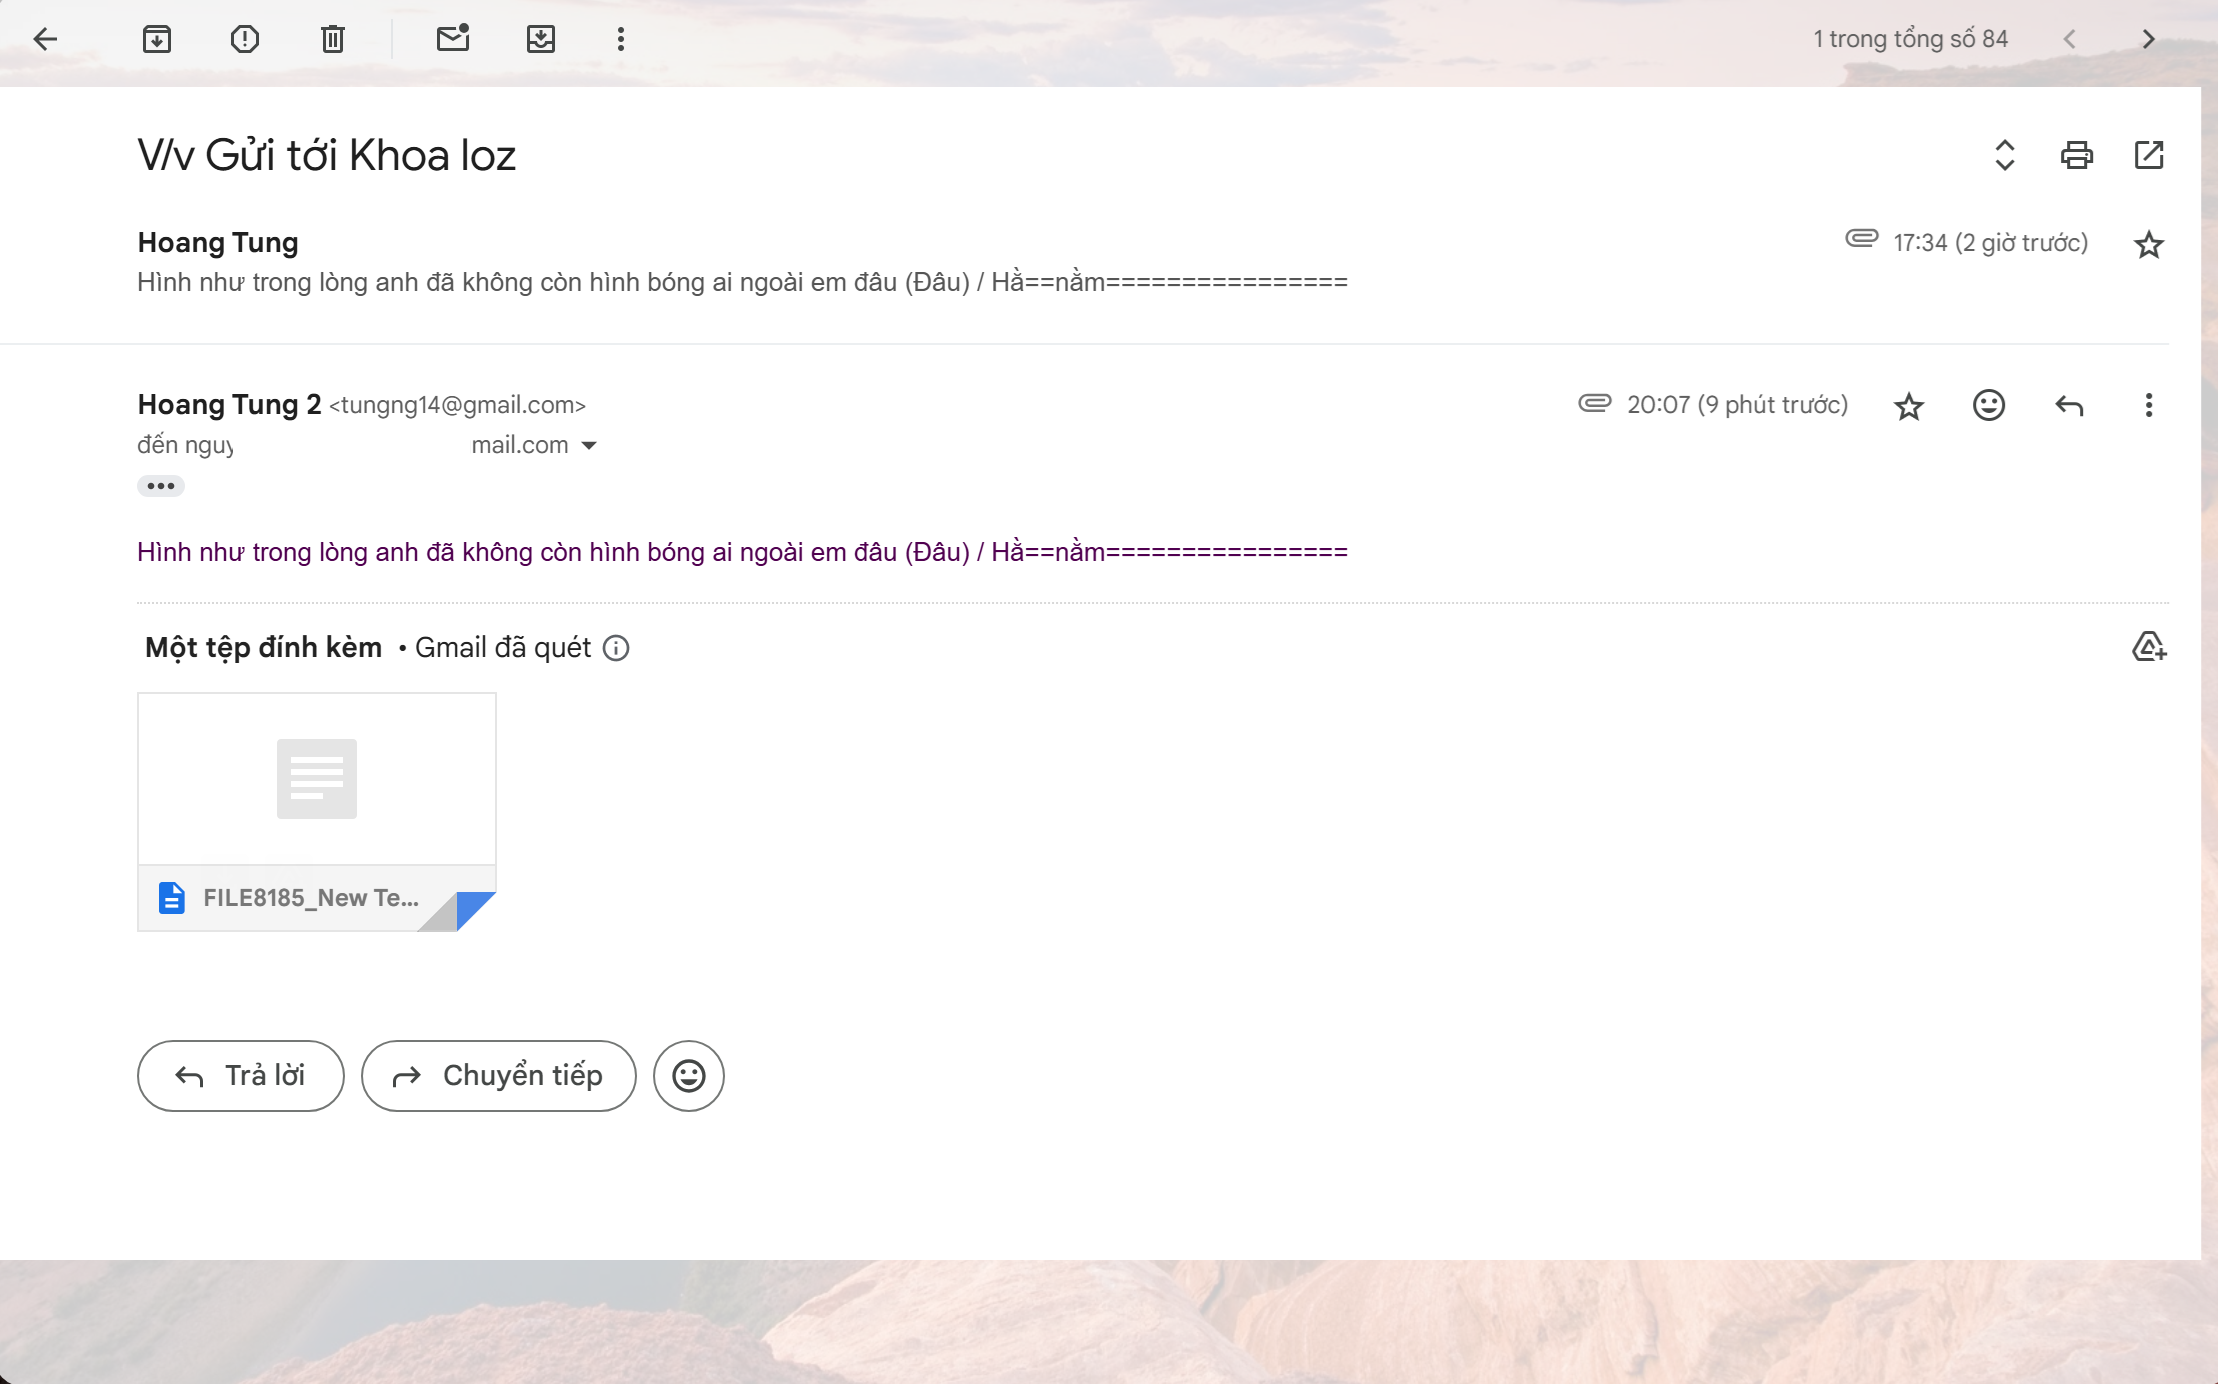 1 trong tổng số 84
V/v Gửi tới Khoa loz
Hoang Tung
17:34 (2 giờ trước)
Hình như trong lòng anh đã không còn hình bóng ai ngoài em đâu (Đâu) / Hằ==nằm================
Hoang Tung 2 <tungng14@gmail.com>
20:07 (9 phút trước)
đến nguy mail.com
Hình như trong lòng anh đã không còn hình bóng ai ngoài em đâu (Đâu) / Hằ==nằm================
Một tệp đính kèm • Gmail đã quét
FILE8185_New Te...
Trả lời
Chuyển tiếp